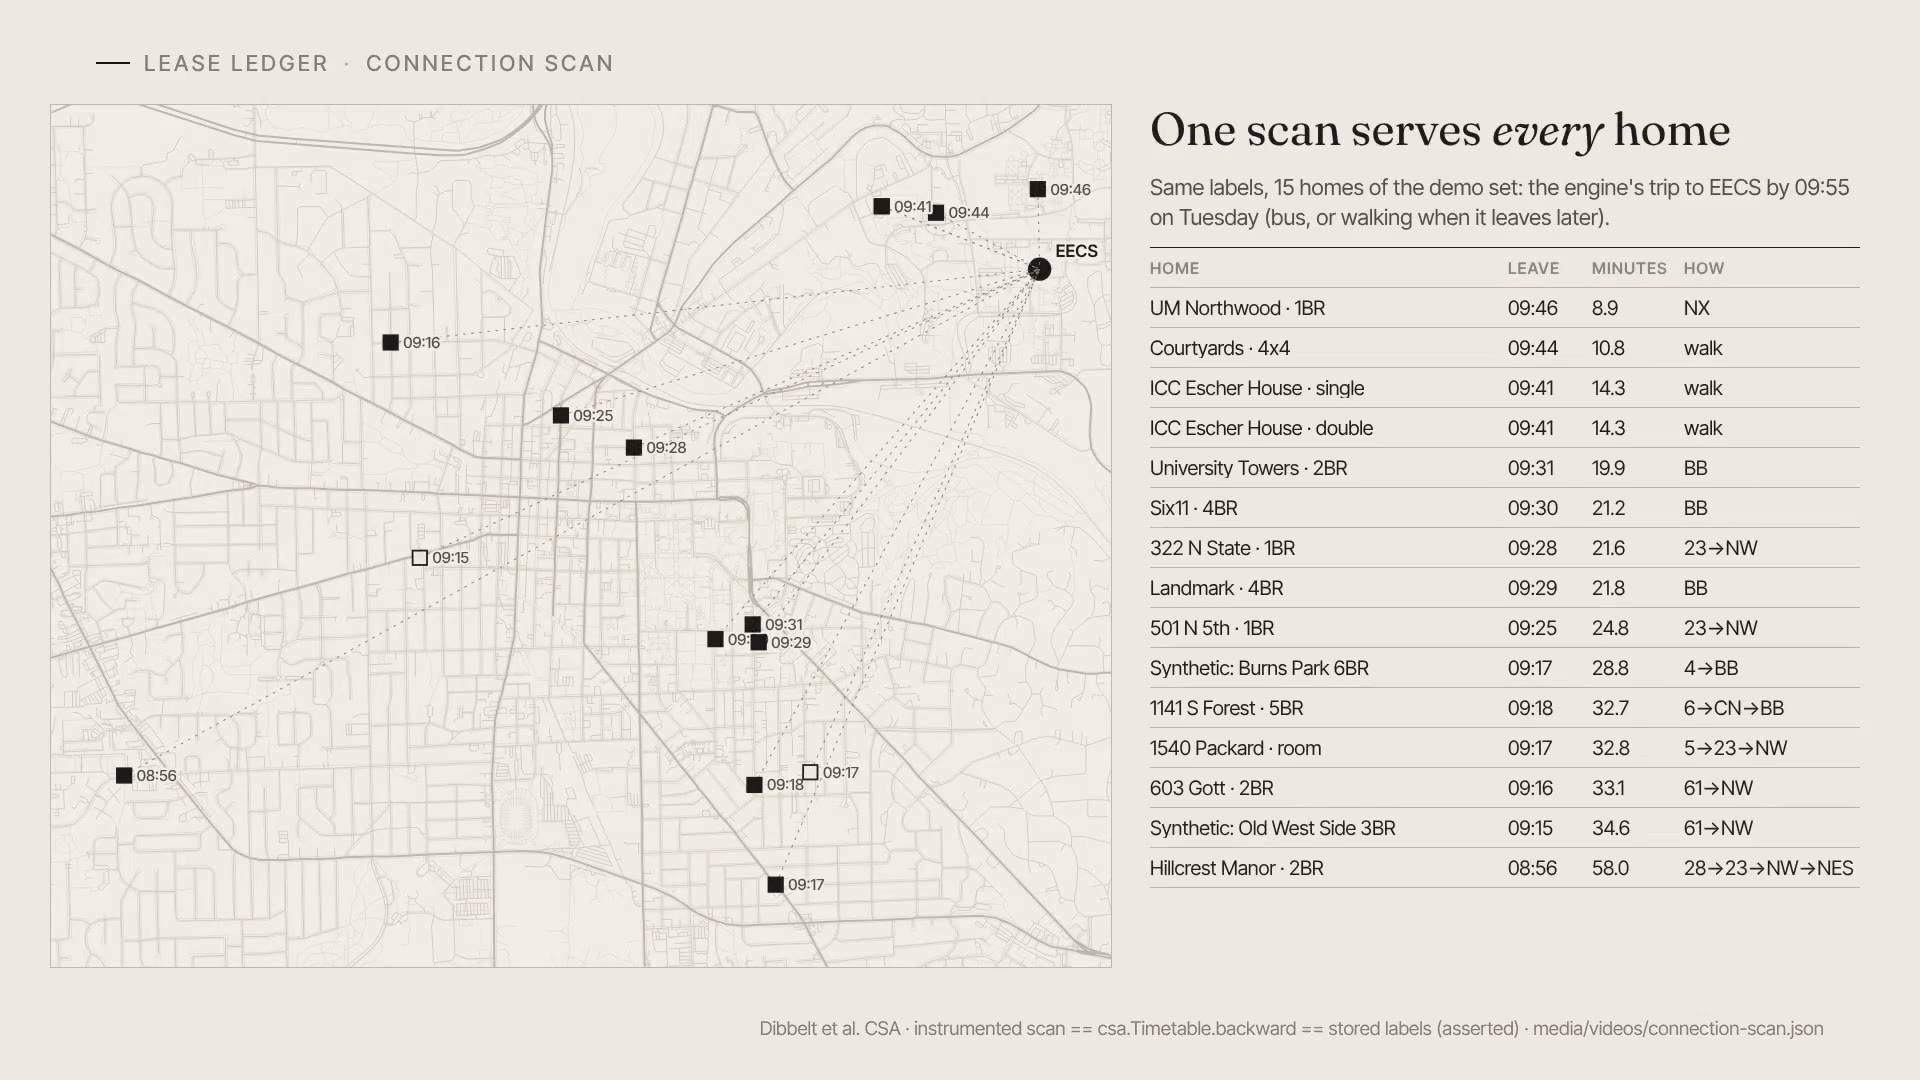 LEASE LEDGER · CONNECTION SCAN
One scan serves every home
Same labels, 15 homes of the demo set: the engine's trip to EECS by 09:55
on Tuesday (bus, or walking when it leaves later).
HOME LEAVE MINUTES HOW
UM Northwood · 1BR 09:46 8.9 NX
Courtyards · 4x4 09:44 10.8 walk
ICC Escher House · single 09:41 14.3 walk
ICC Escher House · double 09:41 14.3 walk
University Towers · 2BR 09:31 19.9 BB
Six11 · 4BR 09:30 21.2 BB
322 N State · 1BR 09:28 21.6 23→NW
Landmark · 4BR 09:29 21.8 BB
501 N 5th · 1BR 09:25 24.8 23→NW
Synthetic: Burns Park 6BR 09:17 28.8 4→BB
1141 S Forest · 5BR 09:18 32.7 6→CN→BB
1540 Packard · room 09:17 32.8 5→23→NW
603 Gott · 2BR 09:16 33.1 61→NW
Synthetic: Old West Side 3BR 09:15 34.6 61→NW
Hillcrest Manor · 2BR 08:56 58.0 28→23→NW→NES
09:46
09:41
09:44
EECS
09:16
09:25
09:28
09:15
09:31
09:29
08:56
09:17
09:18
09:17
Dibbelt et al. CSA · instrumented scan == csa.Timetable.backward == stored labels (asserted) · media/videos/connection-scan.json